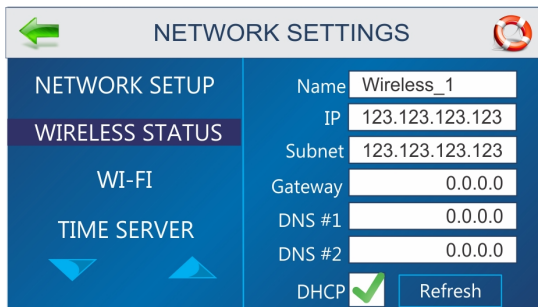 NETWORK SETTINGS
NETWORK SETUP
WIRELESS STATUS
WI-FI
TIME SERVER
Name Wireless_1
IP 123.123.123.123
Subnet 123.123.123.123
Gateway 0.0.0.0
DNS #1 0.0.0.0
DNS #2 0.0.0.0
DHCP Refresh